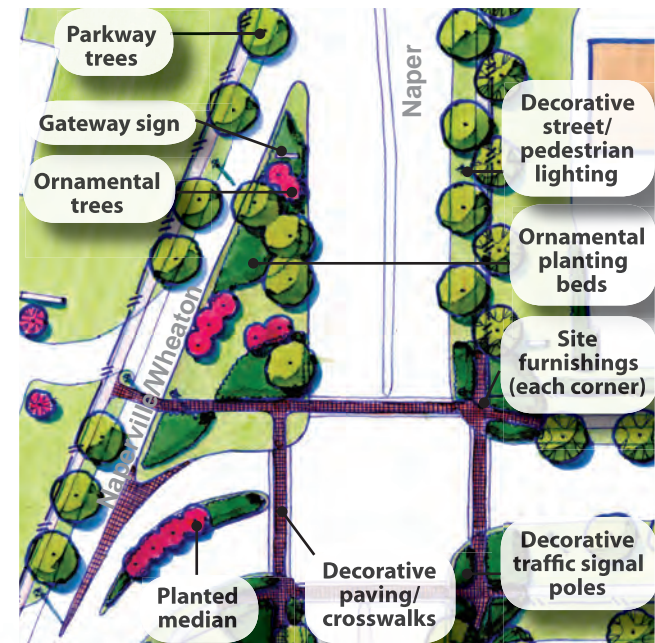 Parkway
trees
Naper
Gateway sign
Decorative
street/
pedestrian
lighting
Ornamental
trees
Ornamental
planting
beds
Naperville/Wheaton
Site
furnishings
(each corner)
Planted
median
Decorative
paving/
crosswalks
Decorative
traffic signal
poles